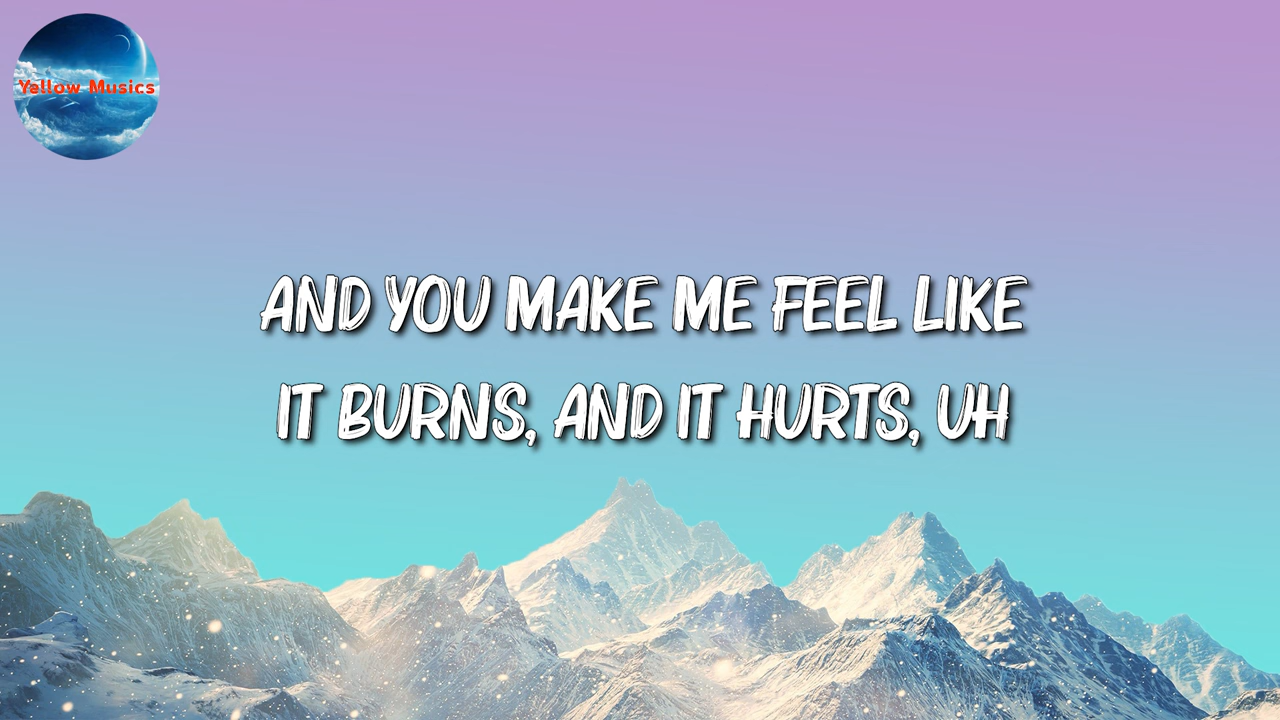 Yellow Musics
AND YOU MAKE ME FEEL LIKE
IT BURNS, AND IT HURTS, UH